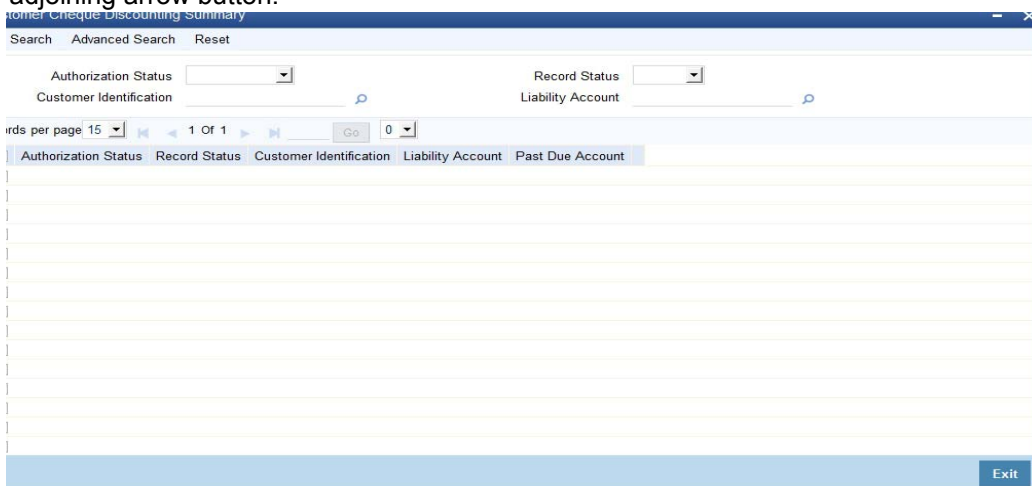 adjoining arrow button.
tomer Cheque Discounting Summary
Search Advanced Search Reset
Authorization Status Record Status
Customer Identification Liability Account
rds per page 15 1 Of 1 Go 0
Authorization Status Record Status Customer Identification Liability Account Past Due Account
Exit